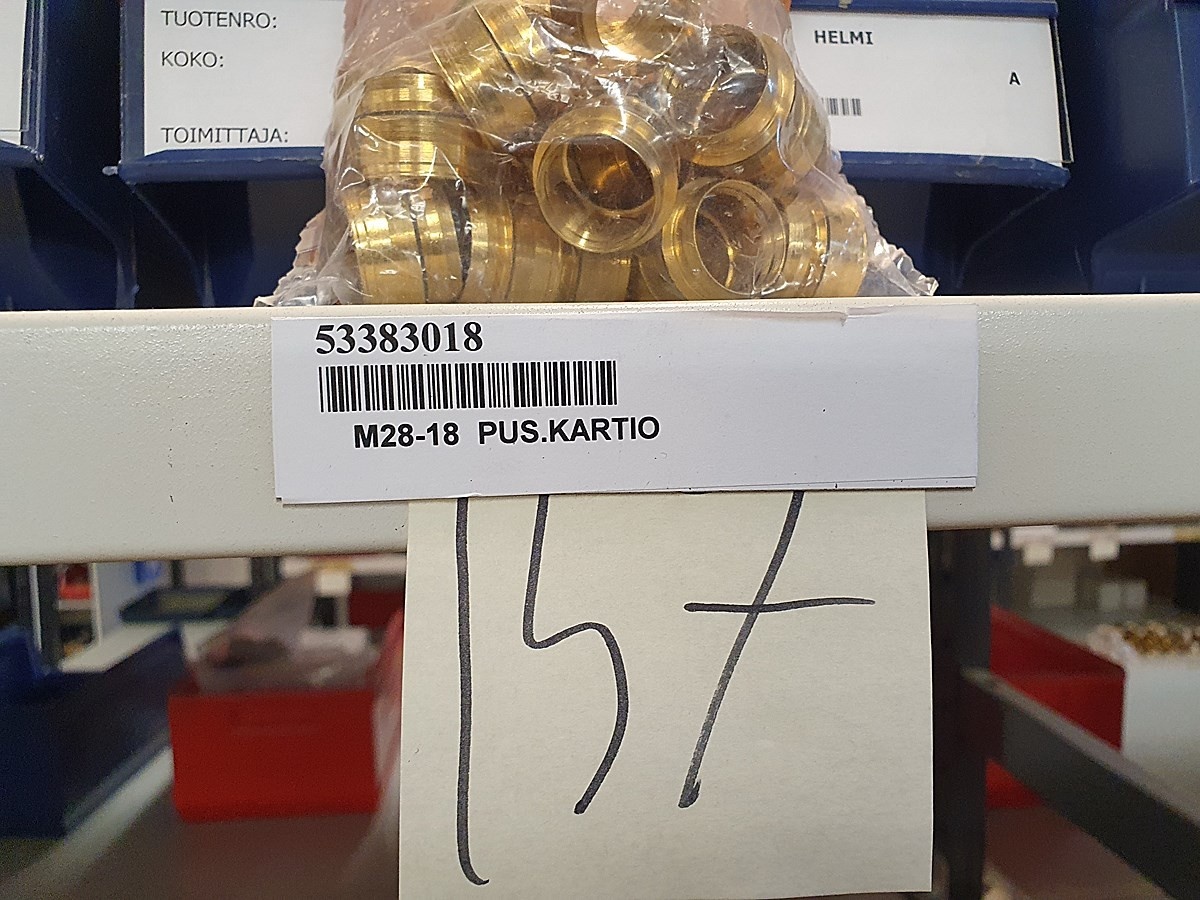 TUOTENRO:
KOKO:
TOIMITTAJA:
HELMI
A
53383018
M28-18 PUS.KARTIO
157